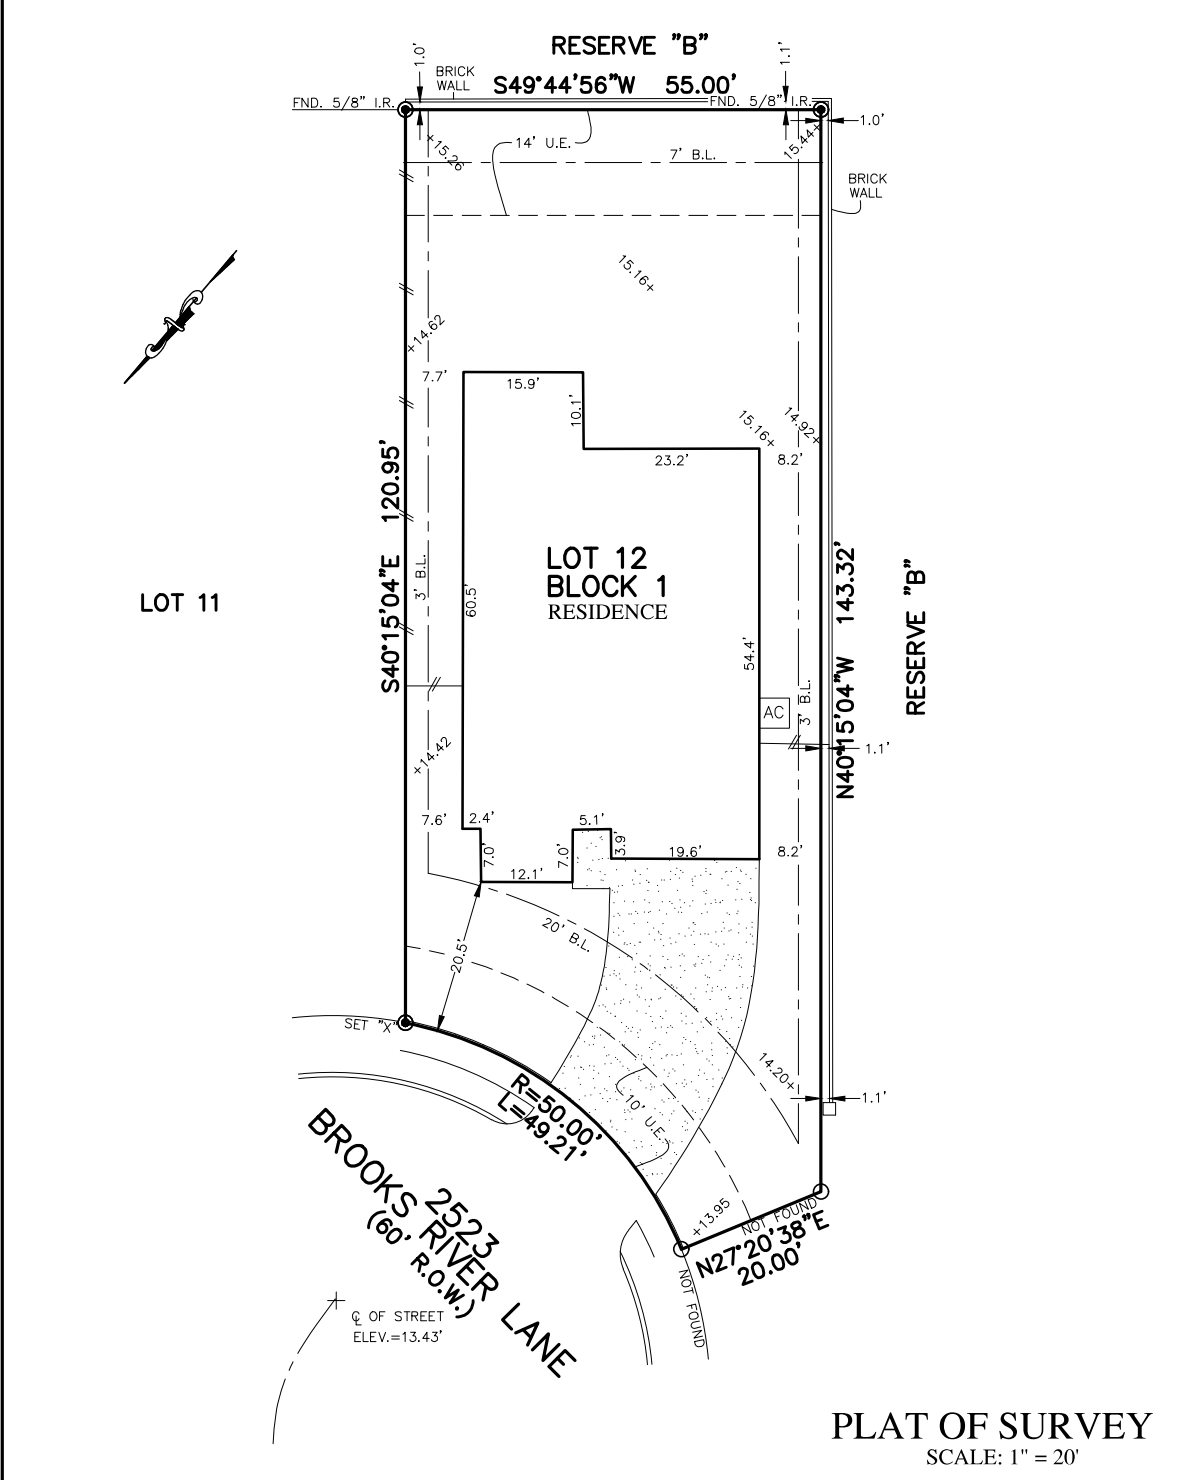 RESERVE "B"
S49°44'56"W 55.00'
1.0'
1.1'
BRICK
WALL
FND. 5/8" I.R.
FND. 5/8" I.R.
1.0'
+15.26
14' U.E.
7' B.L.
15.44+
BRICK
WALL
15.16+
+14.62
7.7'
15.9'
10.1'
15.16+
14.92+
23.2'
8.2'
S40°15'04"E 120.95'
LOT 12
BLOCK 1
RESIDENCE
LOT 11
3' B.L.
60.5'
54.4'
N40°15'04"W 143.32'
RESERVE "B"
AC
3' B.L.
1.1'
+14.42
7.6'
2.4'
7.0'
12.1'
7.0'
5.1'
3.9'
19.6'
8.2'
20' B.L.
20.5'
SET "X"
14.20+
1.1'
R=50.00'
L=49.21'
10' U.E.
2523
BROOKS RIVER LANE
(60' R.O.W.)
+13.95
NOT FOUND
N27°20'38"E
20.00'
NOT FOUND
℄ OF STREET
ELEV.=13.43'
PLAT OF SURVEY
SCALE: 1" = 20'